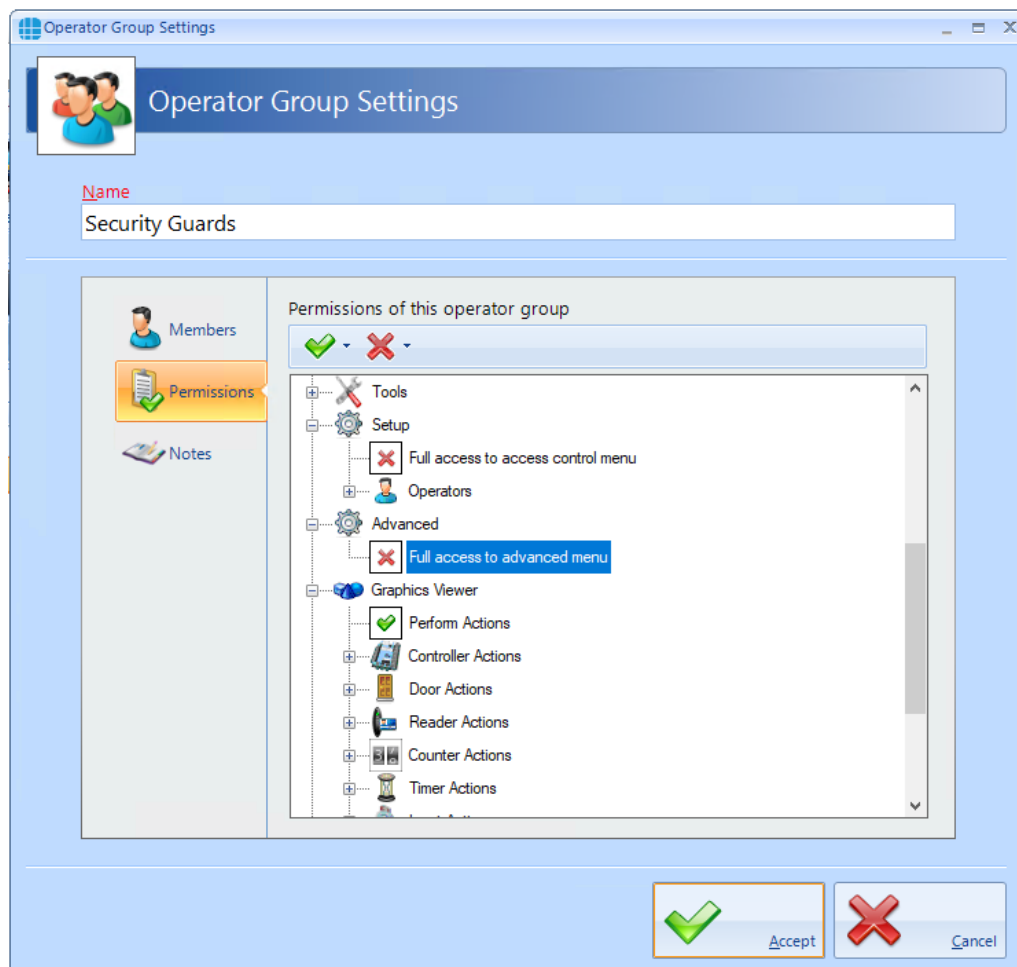 Operator Group Settings
Operator Group Settings
Name
Security Guards
Members
Permissions
Notes
Permissions of this operator group
Tools
Setup
Full access to access control menu
Operators
Advanced
Full access to advanced menu
Graphics Viewer
Perform Actions
Controller Actions
Door Actions
Reader Actions
Counter Actions
Timer Actions
Accept
Cancel